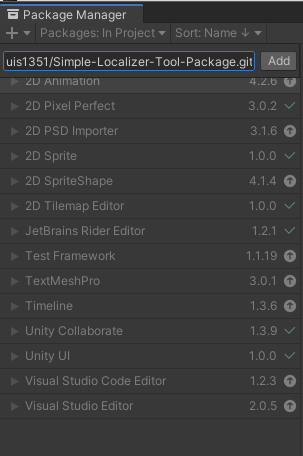 Package Manager
+ Packages: In Project Sort: Name ↓
uis1351/Simple-Localizer-Tool-Package.git Add
2D Animation 4.2.6
2D Pixel Perfect 3.0.2
2D PSD Importer 3.1.6
2D Sprite 1.0.0
2D SpriteShape 4.1.4
2D Tilemap Editor 1.0.0
JetBrains Rider Editor 1.2.1
Test Framework 1.1.19
TextMeshPro 3.0.1
Timeline 1.3.6
Unity Collaborate 1.3.9
Unity UI 1.0.0
Visual Studio Code Editor 1.2.3
Visual Studio Editor 2.0.5